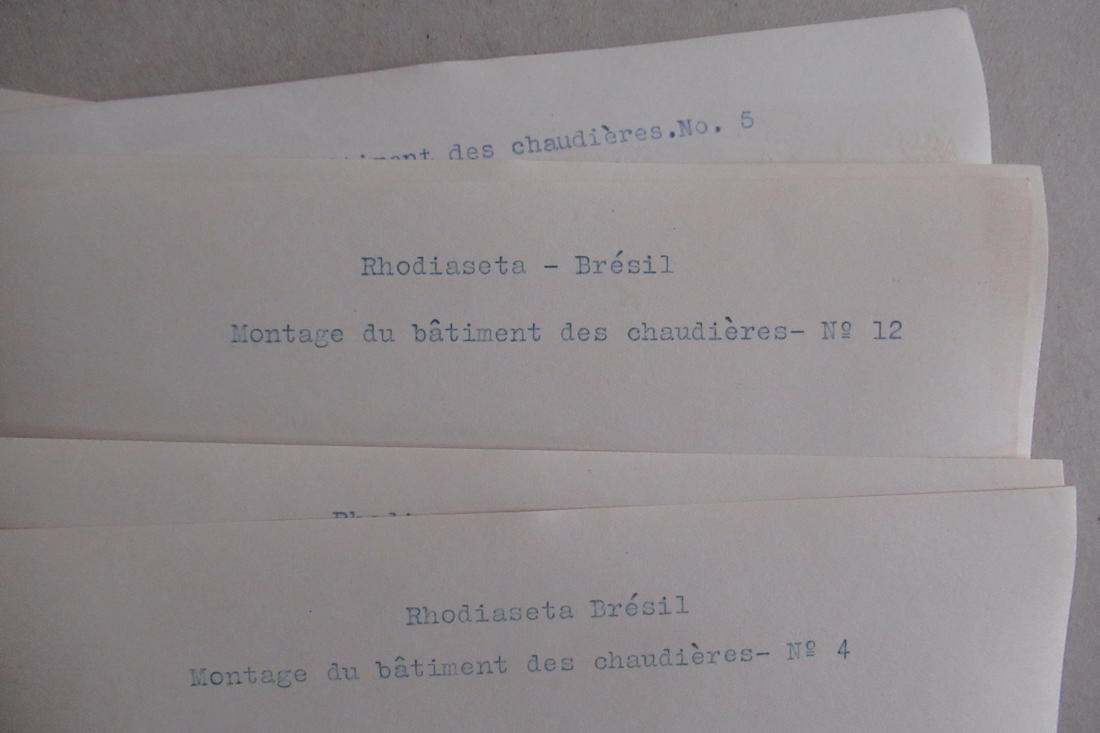 des chaudières.No. 5
Rhodiaseta - Brésil
Montage du bâtiment des chaudières- Nº 12
Rhodiaseta Brésil
Montage du bâtiment des chaudières- Nº 4